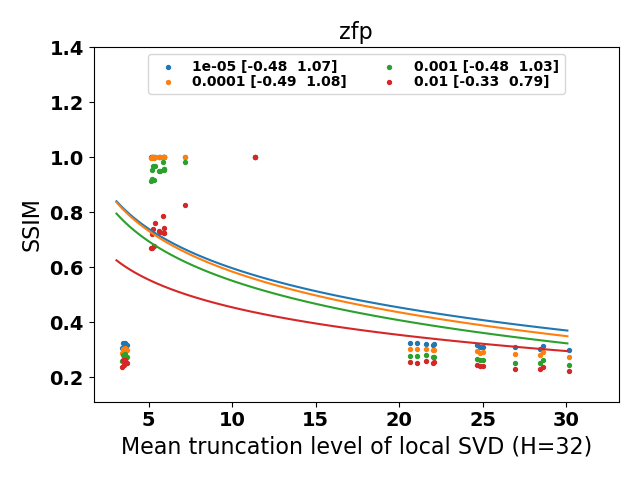 zfp
1e-05 [-0.48  1.07]
0.0001 [-0.49  1.08]
0.001 [-0.48  1.03]
0.01 [-0.33  0.79]
SSIM
1.4
1.2
1.0
0.8
0.6
0.4
0.2
5 10 15 20 25 30
Mean truncation level of local SVD (H=32)